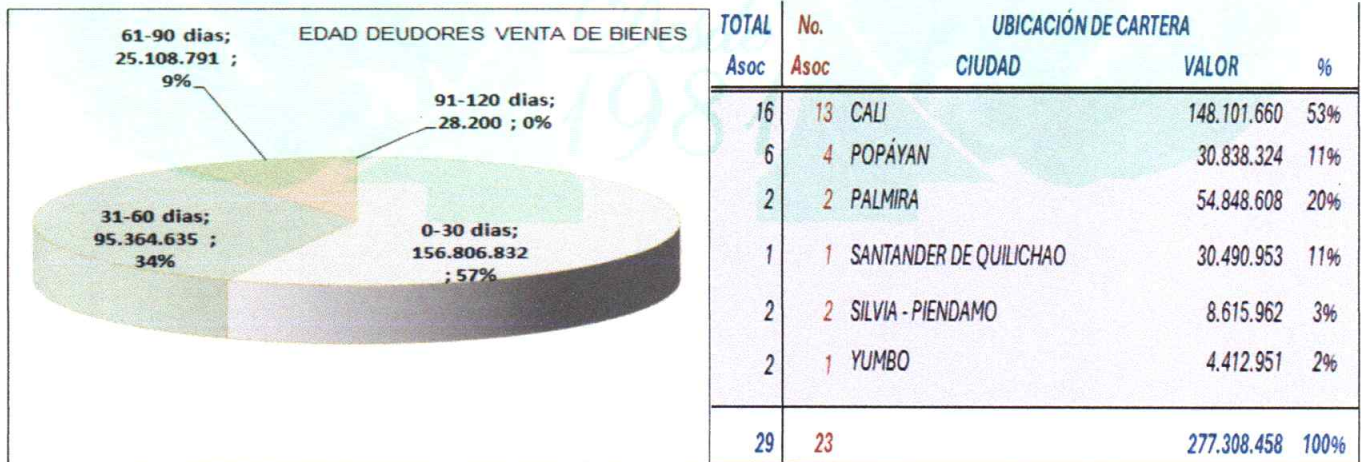 EDAD DEUDORES VENTA DE BIENES
61-90 dias;
25.108.791 ;
9%
91-120 dias;
28.200 ; 0%
31-60 dias;
95.364.635 ;
34%
0-30 dias;
156.806.832
; 57%
TOTAL No. UBICACIÓN DE CARTERA
Asoc Asoc CIUDAD VALOR %
16 13 CALI 148.101.660 53%
6 4 POPÁYAN 30.838.324 11%
2 2 PALMIRA 54.848.608 20%
1 1 SANTANDER DE QUILICHAO 30.490.953 11%
2 2 SILVIA - PIENDAMO 8.615.962 3%
2 1 YUMBO 4.412.951 2%
29 23 277.308.458 100%
Desde
1981